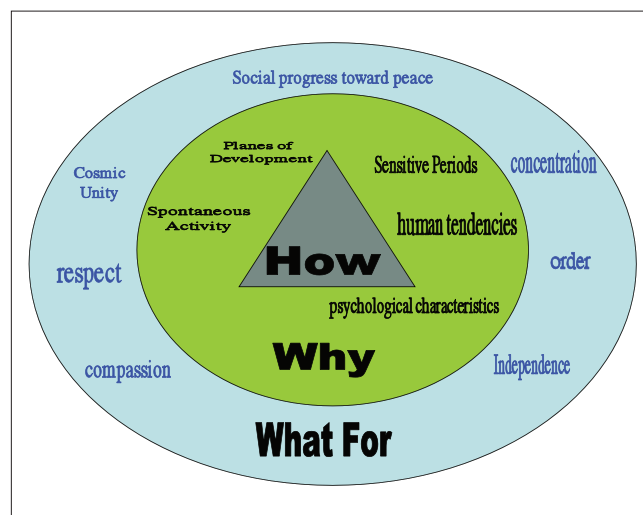 Social progress toward peace
Planes of
Development
Sensitive Periods
concentration
Cosmic
Unity
Spontaneous
Activity
human tendencies
How
respect
order
psychological characteristics
Why
compassion
Independence
What For